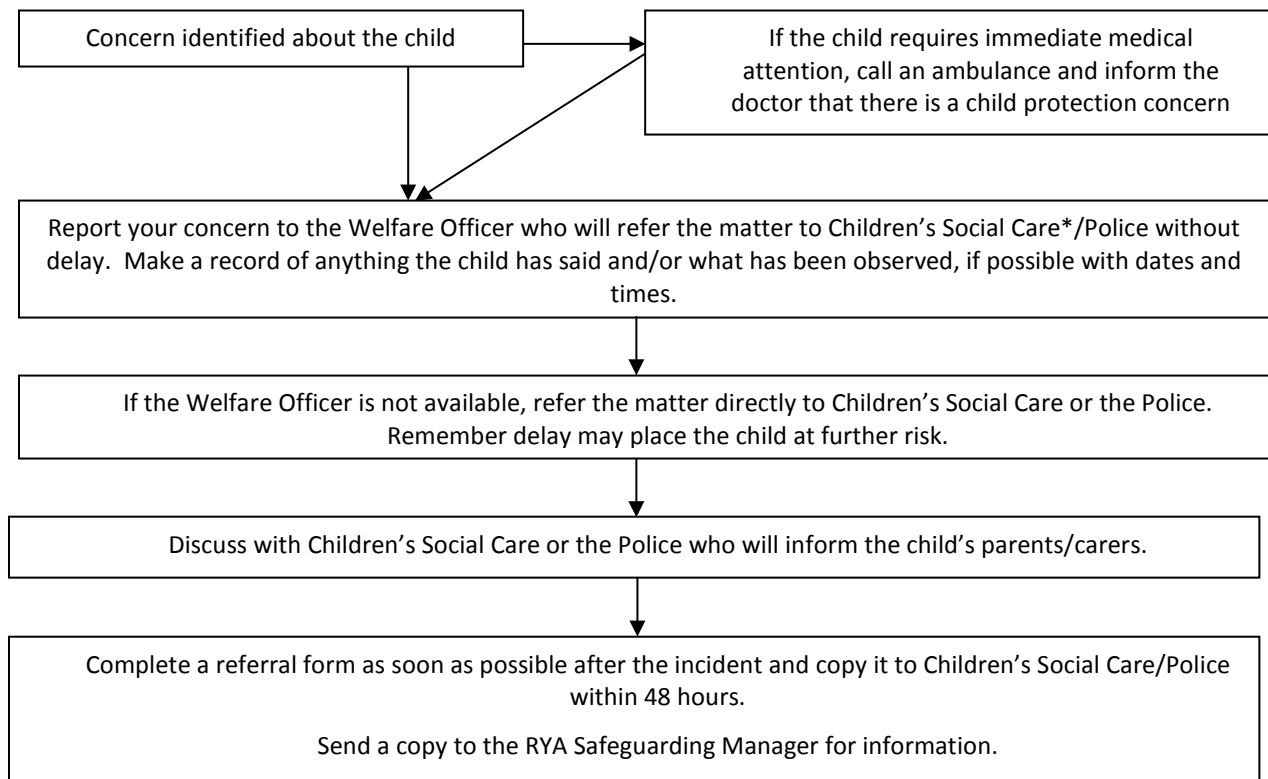 Concern identified about the child
If the child requires immediate medical
attention, call an ambulance and inform the
doctor that there is a child protection concern
Report your concern to the Welfare Officer who will refer the matter to Children’s Social Care*/Police without
delay.  Make a record of anything the child has said and/or what has been observed, if possible with dates and
times.
If the Welfare Officer is not available, refer the matter directly to Children’s Social Care or the Police.
Remember delay may place the child at further risk.
Discuss with Children’s Social Care or the Police who will inform the child’s parents/carers.
Complete a referral form as soon as possible after the incident and copy it to Children’s Social Care/Police
within 48 hours.
Send a copy to the RYA Safeguarding Manager for information.